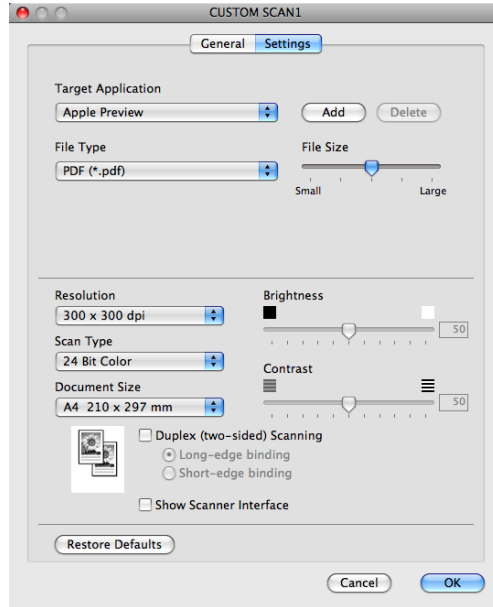 CUSTOM SCAN1
General Settings
Target Application
Apple Preview Add Delete
File Type File Size
PDF (*.pdf)
Small Large
Resolution Brightness
300 x 300 dpi
50
Scan Type
24 Bit Color
Contrast
Document Size
A4 210 x 297 mm 50
Duplex (two-sided) Scanning
Long-edge binding
Short-edge binding
Show Scanner Interface
Restore Defaults
Cancel OK